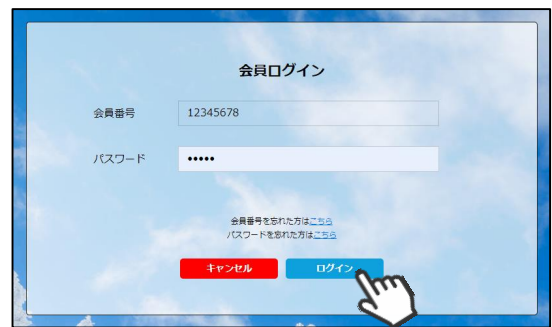 会員ログイン
会員番号 12345678
パスワード •••••
会員番号を忘れた方はこちら
パスワードを忘れた方はこちら
キャンセル ログイン